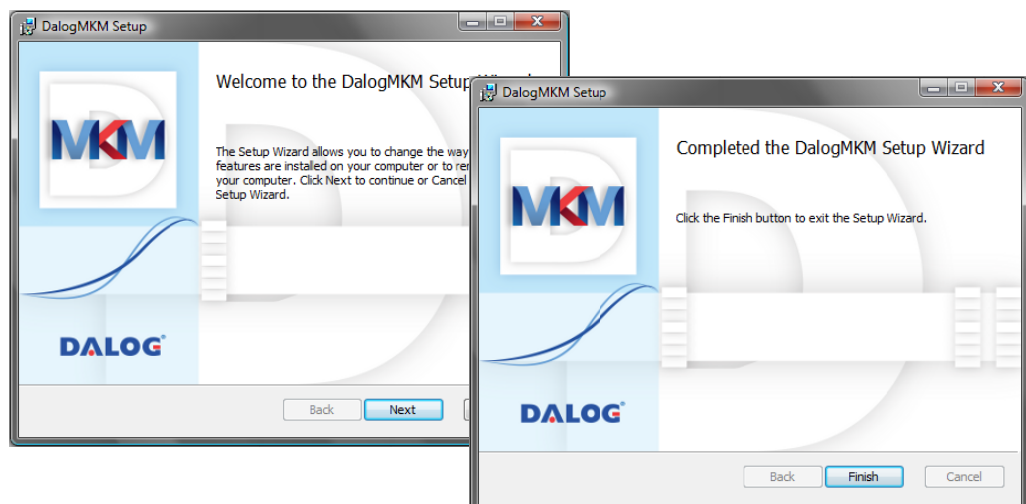 DalogMKM Setup
Welcome to the DalogMKM Setup
MKM
The Setup Wizard allows you to change the way
features are installed on your computer or to
your computer. Click Next to continue or Cancel
Setup Wizard.
DALOG
Back Next
DalogMKM Setup
Completed the DalogMKM Setup Wizard
MKM
Click the Finish button to exit the Setup Wizard.
DALOG
Back Finish Cancel